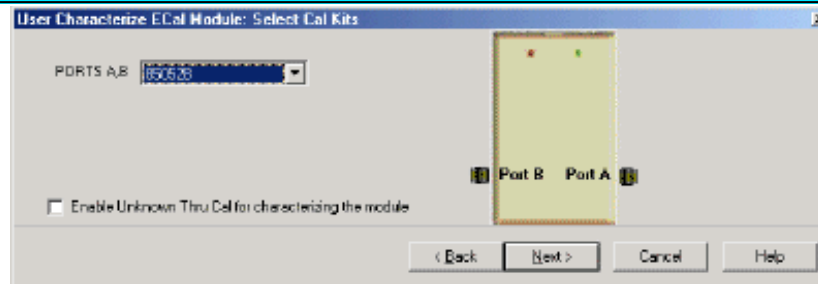 User Characterize ECal Module: Select Cal Kits
PORTS A,B 85052B
Port B Port A
Enable Unknown Thru Cal for characterizing the module
< Back Next > Cancel Help